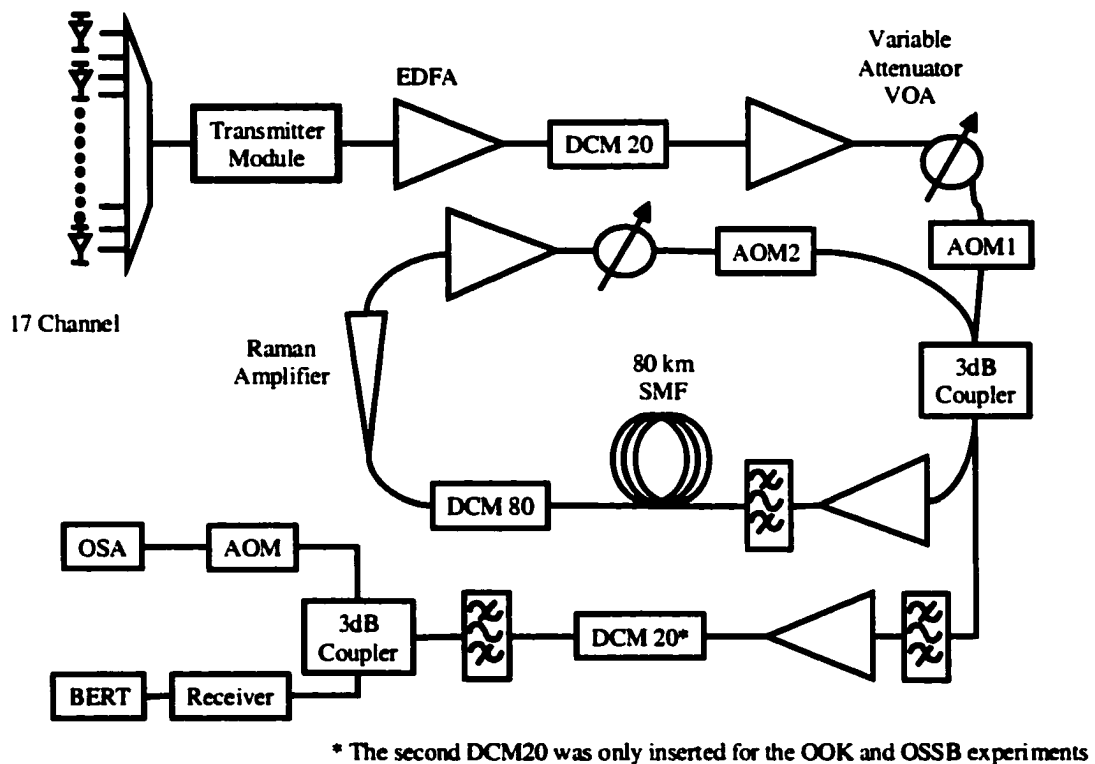 Variable
Attenuator
VOA
EDFA
Transmitter
Module
DCM 20
AOM1
AOM2
17 Channel
Raman
Amplifier
80 km
SMF
3dB
Coupler
DCM 80
OSA
AOM
3dB
Coupler
DCM 20*
BERT
Receiver
* The second DCM20 was only inserted for the OOK and OSSB experiments